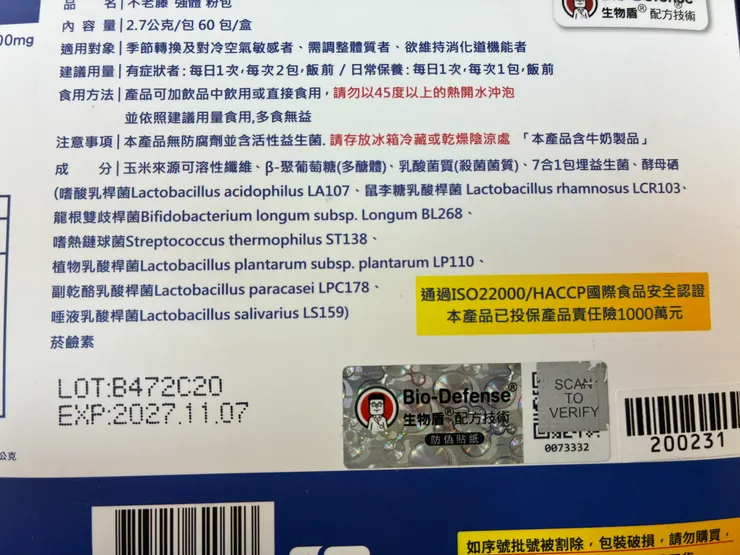 品 名│不老滕 強體 粉包
內 容 量│2.7公克/包 60 包/盒
00mg
適用對象│季節轉換及對冷空氣敏感者、需調整體質者、欲維持消化道機能者
建議用量│有症狀者: 每日1次, 每次2包, 飯前 / 日常保養: 每日1次, 每次1包, 飯前
食用方法│產品可加飲品中飲用或直接食用, 請勿以45度以上的熱開水沖泡
並依照建議用量食用,多食無益
注意事項│本產品無防腐劑並含活性益生菌. 請存放冰箱冷藏或乾燥陰涼處 「本產品含牛奶製品」
成 分│玉米來源可溶性纖維、β-聚葡萄糖(多醣體)、乳酸菌質(殺菌菌質)、7合1包埋益生菌、酵母硒
(嗜酸乳桿菌Lactobacillus acidophilus LA107、鼠李糖乳酸桿菌 Lactobacillus rhamnosus LCR103、
龍根雙歧桿菌Bifidobacterium longum subsp. Longum BL268、
嗜熱鏈球菌Streptococcus thermophilus ST138、
植物乳酸桿菌Lactobacillus plantarum subsp. plantarum LP110、
副乾酪乳酸桿菌Lactobacillus paracasei LPC178、
唾液乳酸桿菌Lactobacillus salivarius LS159)
菸鹼素
Bio-Defense®
生物盾®配方技術
通過ISO22000/HACCP國際食品安全認證
本產品已投保產品責任險1000萬元
LOT:B472C20
EXP:2027.11.07
Bio-Defense®
生物盾®配方技術
防偽貼紙
SCAN
TO
VERIFY
0073332
200231
公克
如序號批號被割除，包裝破損，請勿購買，